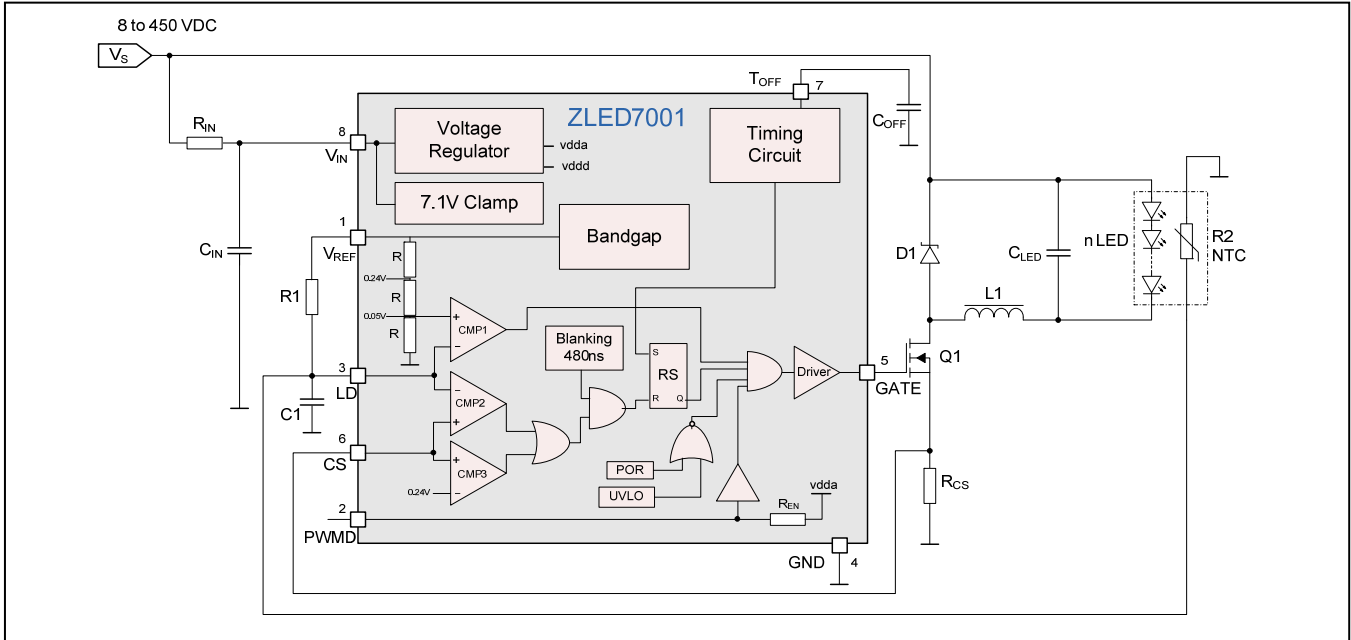 8 to 450 VDC
VS
RIN
CIN
8
VIN
Voltage
Regulator
vdda
vddd
7.1V Clamp
ZLED7001
TOFF
7
COFF
Timing
Circuit
1
VREF
Bandgap
R
0.24V
R
0.05V
R
R1
CMP1
+
−
Blanking
480ns
S
RS
R
Q
Driver
5
GATE
3
LD
C1
CMP2
−
+
6
CS
CMP3
+
−
0.24V
POR
UVLO
2
PWMD
REN
vdda
GND
4
D1
CLED
nLED
R2
NTC
L1
Q1
RCS